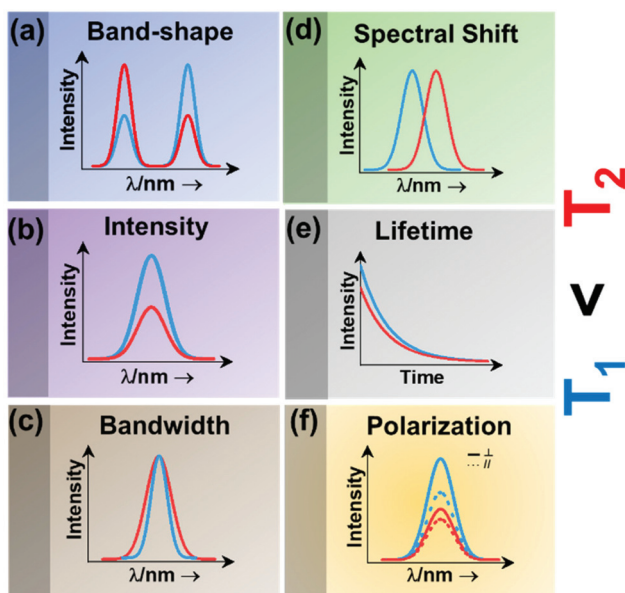 (a) Band-shape
Intensity
λ/nm →
(b) Intensity
Intensity
λ/nm →
(c) Bandwidth
Intensity
λ/nm →
(d) Spectral Shift
Intensity
λ/nm →
(e) Lifetime
Intensity
Time
(f) Polarization
Intensity
— ⊥
... //
λ/nm →
T₁ < T₂